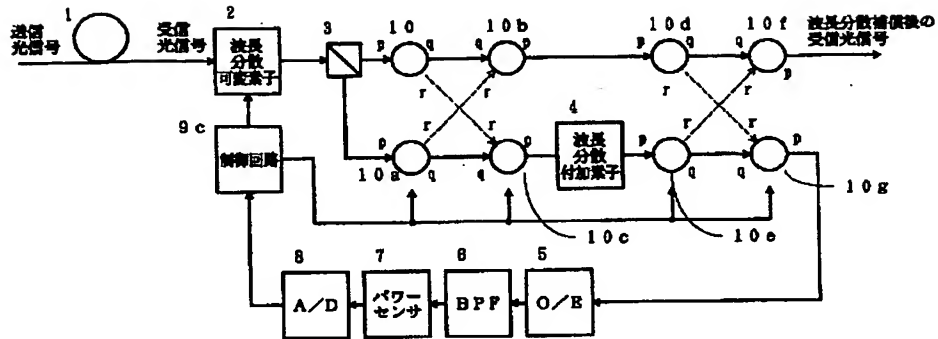 1
送信
光信号
受信
光信号
2
波長
分散
可変素子
3
p
10
q
q
10b
p
p
10d
q
q
10f
p
波長分散補償後の
受信光信号
r
r
r
r
9c
制御回路
p
10a
q
r
r
q
p
4
波長
分散
付加素子
p
r
r
q
q
p
10g
10c
10e
8
A/D
7
パワー
センサ
6
BPF
5
O/E